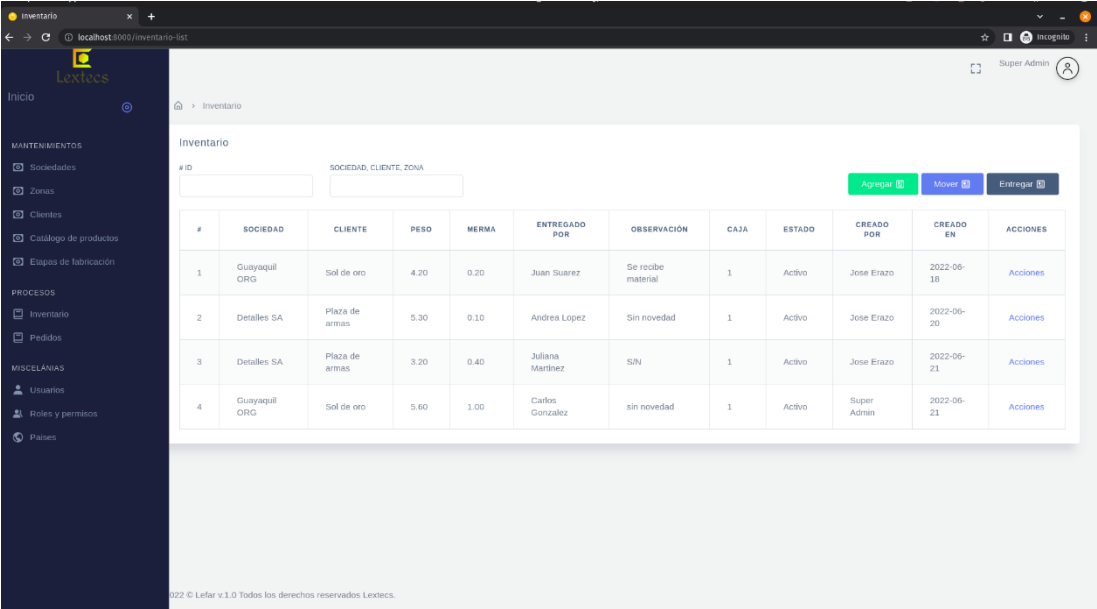 Inventario
localhost:8000/inventario-list
Incognito
Lextecs
Inicio
MANTENIMIENTOS
Sociedades
Zonas
Clientes
Catálogo de productos
Etapas de fabricación
PROCESOS
Inventario
Pedidos
MISCELÁNIAS
Usuarios
Roles y permisos
Paises
Super Admin
Inventario
Inventario
# ID SOCIEDAD, CLIENTE, ZONA
Agregar Mover Entregar
# SOCIEDAD CLIENTE PESO MERMA ENTREGADO POR OBSERVACIÓN CAJA ESTADO CREADO POR CREADO EN ACCIONES
1 Guayaquil ORG Sol de oro 4.20 0.20 Juan Suarez Se recibe material 1 Activo Jose Erazo 2022-06-18 Acciones
2 Detalles SA Plaza de armas 5.30 0.10 Andrea Lopez Sin novedad 1 Activo Jose Erazo 2022-06-20 Acciones
3 Detalles SA Plaza de armas 3.20 0.40 Juliana Martínez S/N 1 Activo Jose Erazo 2022-06-21 Acciones
4 Guayaquil ORG Sol de oro 5.60 1.00 Carlos Gonzalez sin novedad 1 Activo Super Admin 2022-06-21 Acciones
022 © Lefar v.1.0 Todos los derechos reservados Lextecs.